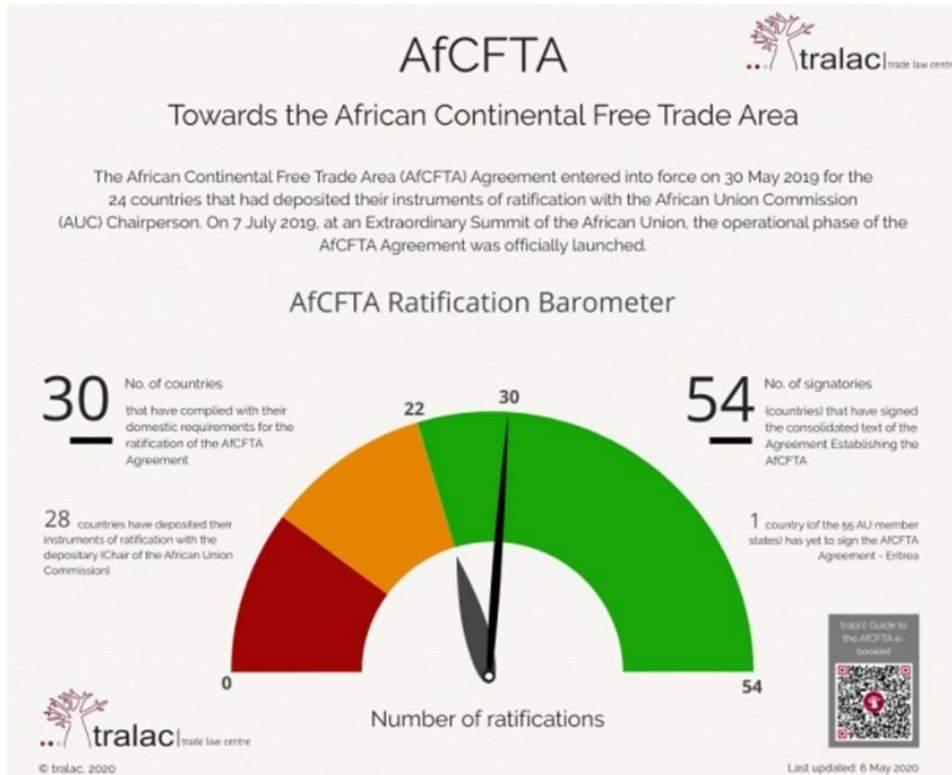 AfCFTA
tralac
trade law centre
Towards the African Continental Free Trade Area
The African Continental Free Trade Area (AfCFTA) Agreement entered into force on 30 May 2019 for the
24 countries that had deposited their instruments of ratification with the African Union Commission
(AUC) Chairperson. On 7 July 2019, at an Extraordinary Summit of the African Union, the operational phase of the
AfCFTA Agreement was officially launched.
AfCFTA Ratification Barometer
30
No. of countries
that have complied with their
domestic requirements for the
ratification of the AfCFTA
Agreement
28 countries have deposited their
instruments of ratification with the
depositary (Chair of the African Union
Commission)
22
30
0
54
Number of ratifications
54
No. of signatories
(countries) that have signed
the consolidated text of the
Agreement Establishing the
AfCFTA
1 country (of the 55 AU member
states) has yet to sign the AfCFTA
Agreement - Eritrea
tralac Guide to
the AfCFTA e-
booklet
tralac
trade law centre
© tralac, 2020
Last updated: 6 May 2020